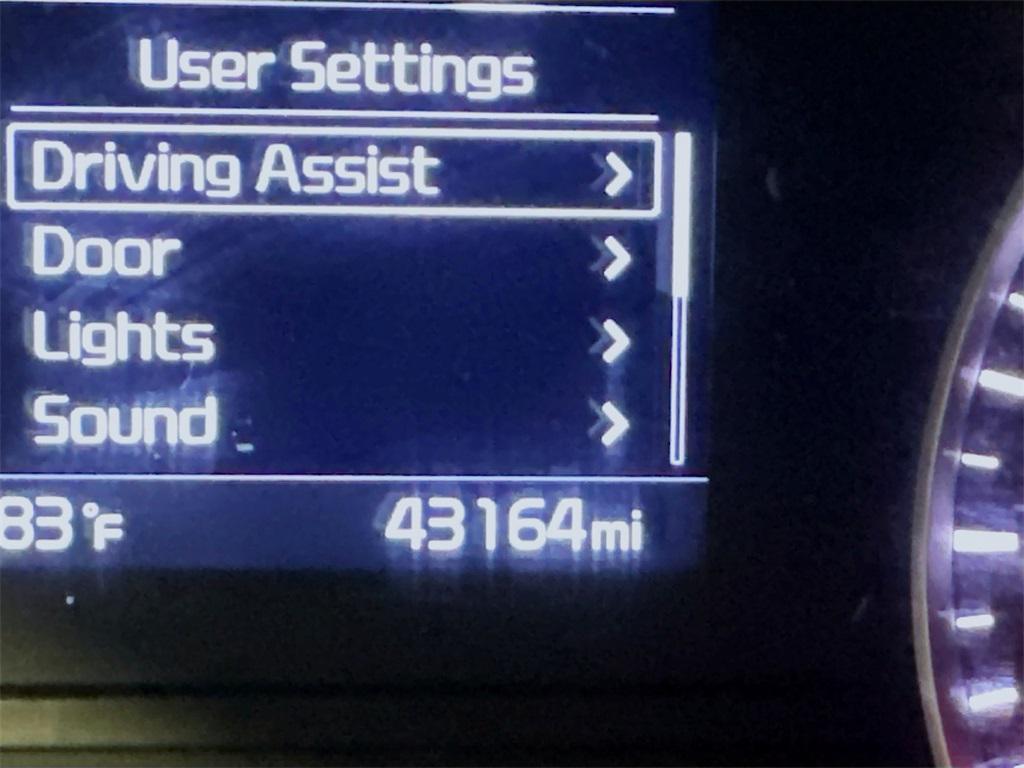 User Settings
Driving Assist
Door
Lights
Sound
83°F 43164mi